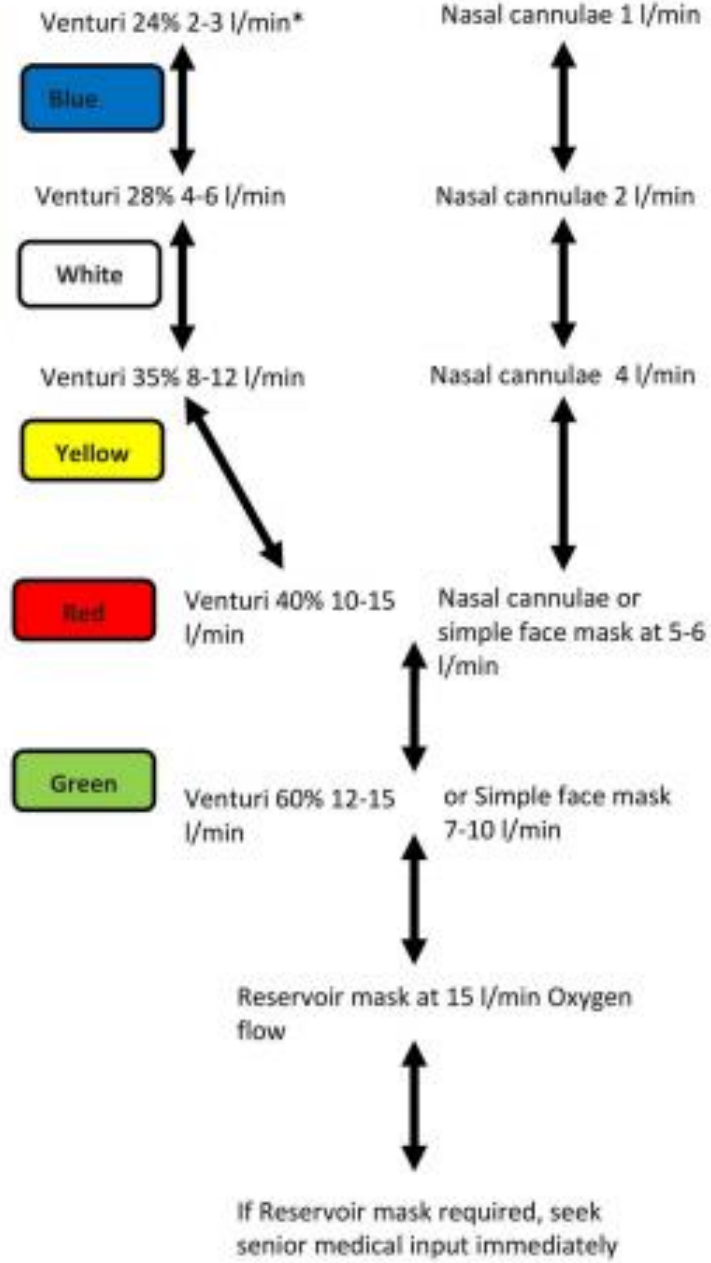 Venturi 24% 2-3 l/min*
Nasal cannulae 1 l/min
Blue
Venturi 28% 4-6 l/min
Nasal cannulae 2 l/min
White
Venturi 35% 8-12 l/min
Nasal cannulae 4 l/min
Yellow
Red
Venturi 40% 10-15
l/min
Nasal cannulae or
simple face mask at 5-6
l/min
Green
Venturi 60% 12-15
l/min
or Simple face mask
7-10 l/min
Reservoir mask at 15 l/min Oxygen
flow
If Reservoir mask required, seek
senior medical input immediately